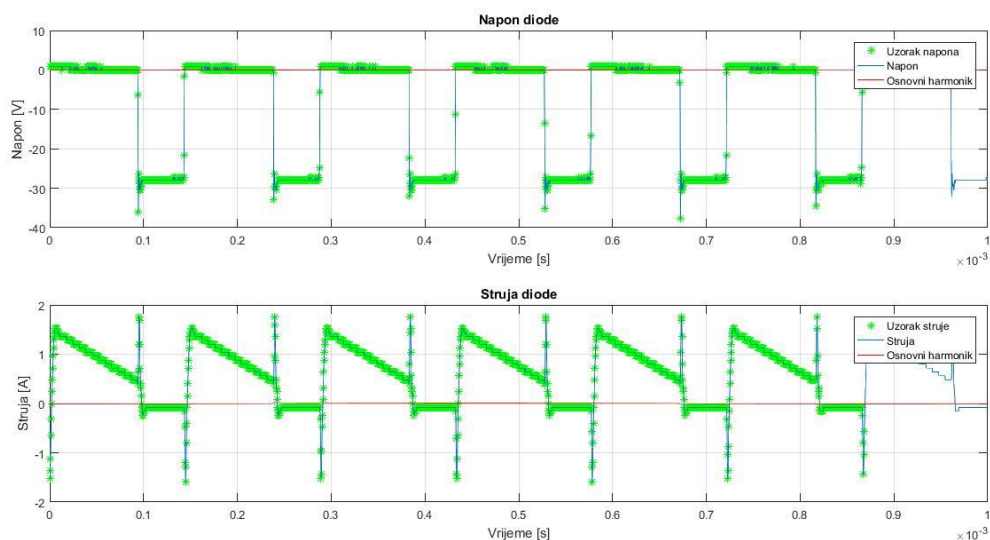 Napon diode
10
0
-10
-20
-30
-40
Napon [V]
Uzorak napona
Napon
Osnovni harmonik
0 0.1 0.2 0.3 0.4 0.5 0.6 0.7 0.8 0.9 1
Vrijeme [s]
× 10-3
Struja diode
2
1
0
-1
-2
Struja [A]
Uzorak struje
Struja
Osnovni harmonik
0 0.1 0.2 0.3 0.4 0.5 0.6 0.7 0.8 0.9 1
Vrijeme [s]
× 10-3